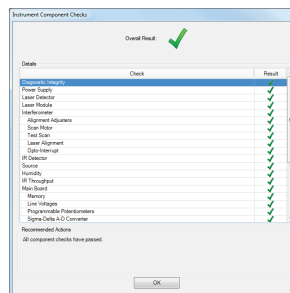 Instrument Component Checks
Overall Result:
Details
Check Result
Diagnostic Integrity
Power Supply
Laser Detector
Laser Module
Interferometer
Alignment Adjusters
Scan Motor
Test Scan
Laser Alignment
Opto-Interrupt
IR Detector
Source
Humidity
IR Throughput
Main Board
Memory
Line Voltages
Programmable Potentiometers
Sigma-Delta A-D Converter
Recommended Actions
All component checks have passed.
OK